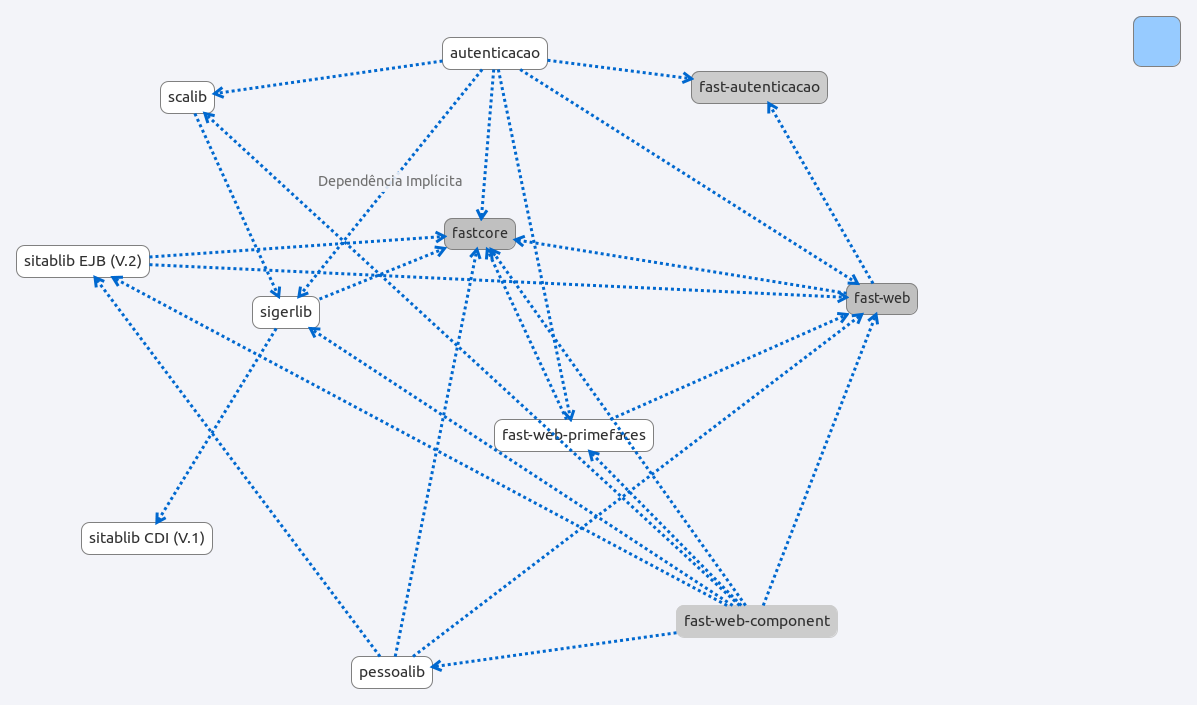 autenticacao
fast-autenticacao
scalib
Dependência Implícita
fastcore
sitablib EJB (V.2)
fast-web
sigerlib
fast-web-primefaces
sitablib CDI (V.1)
fast-web-component
pessoalib